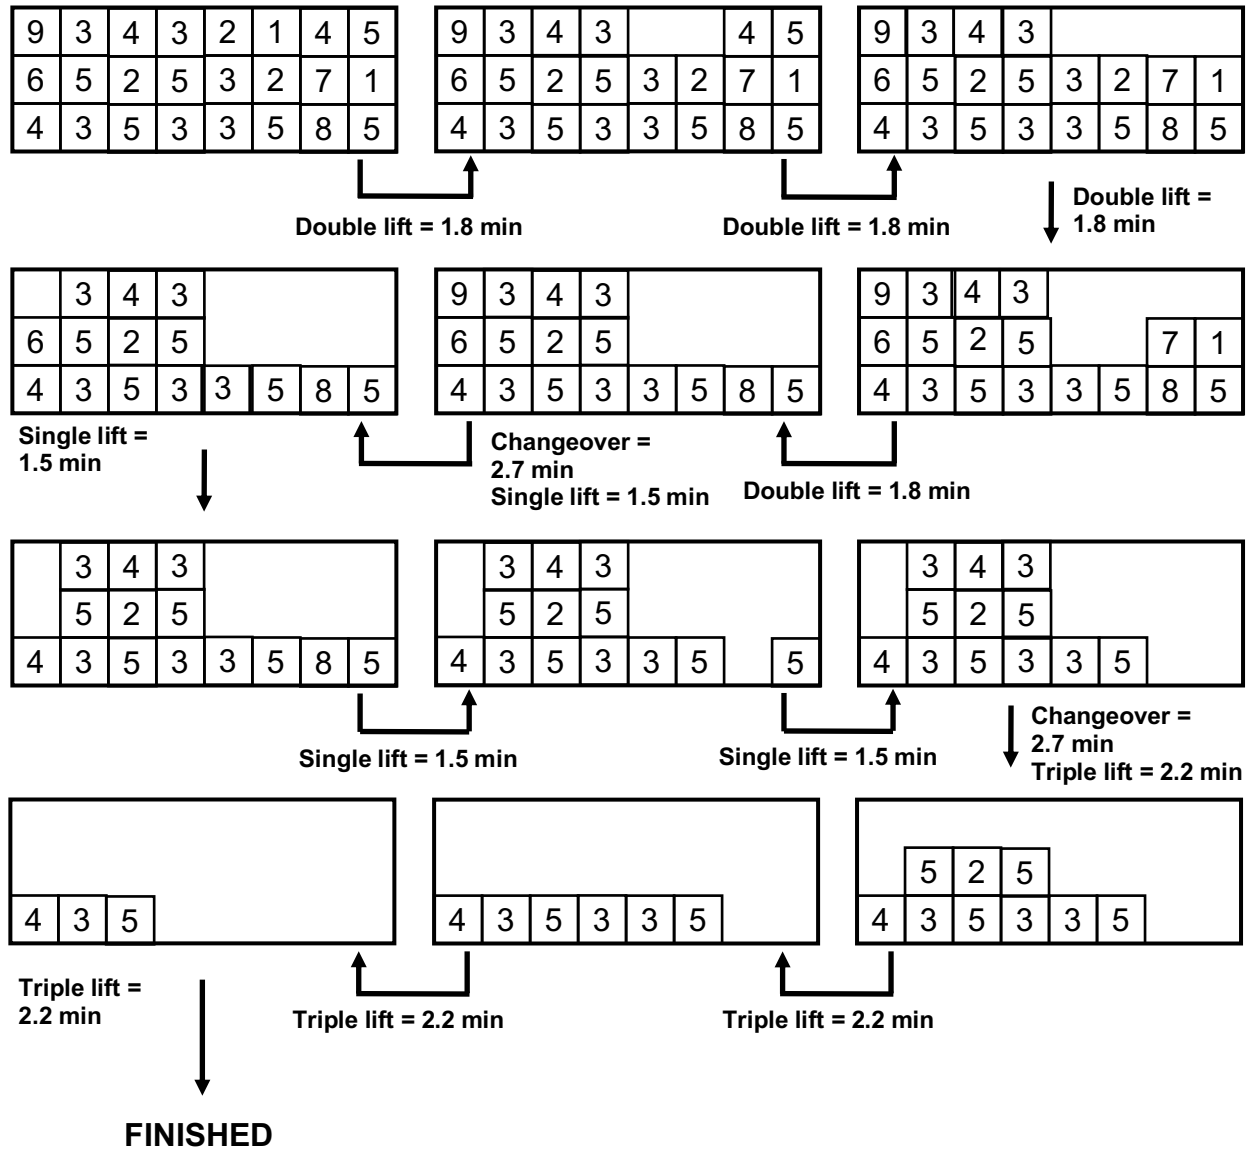 9 3 4 3 2 1 4 5
6 5 2 5 3 2 7 1
4 3 5 3 3 5 8 5
9 3 4 3 4 5
6 5 2 5 3 2 7 1
4 3 5 3 3 5 8 5
9 3 4 3
6 5 2 5 3 2 7 1
4 3 5 3 3 5 8 5
Double lift = 1.8 min
Double lift = 1.8 min
Double lift =
1.8 min
9 3 4 3
6 5 2 5 7 1
4 3 5 3 3 5 8 5
Double lift = 1.8 min
9 3 4 3
6 5 2 5
4 3 5 3 3 5 8 5
Changeover =
2.7 min
Single lift = 1.5 min
3 4 3
6 5 2 5
4 3 5 3 3 5 8 5
Single lift =
1.5 min
3 4 3
5 2 5
4 3 5 3 3 5 8 5
Single lift = 1.5 min
3 4 3
5 2 5
4 3 5 3 3 5 5
Single lift = 1.5 min
3 4 3
5 2 5
4 3 5 3 3 5
Changeover =
2.7 min
Triple lift = 2.2 min
5 2 5
4 3 5 3 3 5
Triple lift = 2.2 min
4 3 5 3 3 5
Triple lift = 2.2 min
4 3 5
Triple lift =
2.2 min
FINISHED